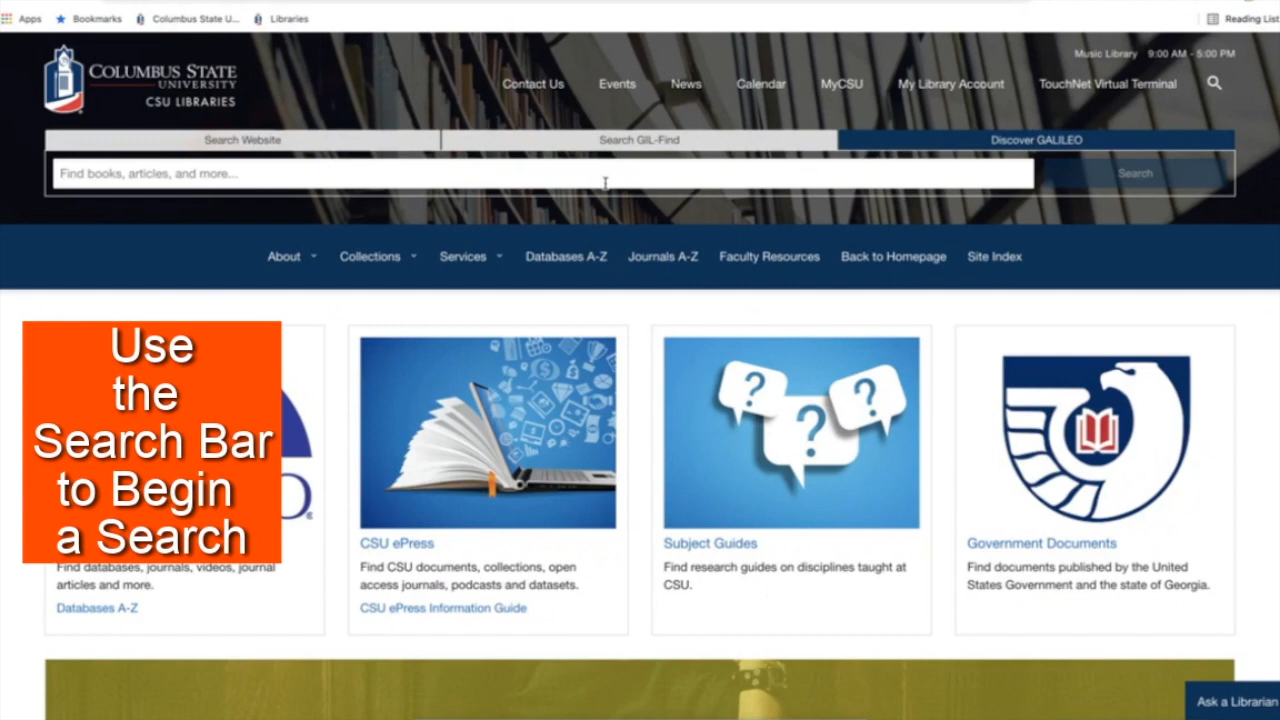 Apps Bookmarks Columbus State U... Libraries Reading List
Music Library 9:00 AM - 5:00 PM
COLUMBUS STATE
UNIVERSITY
CSU LIBRARIES
Contact Us Events News Calendar MyCSU My Library Account TouchNet Virtual Terminal
Search Website Search GIL-Find Discover GALILEO
Find books, articles, and more... Search
About Collections Services Databases A-Z Journals A-Z Faculty Resources Back to Homepage Site Index
Use
the
Search Bar
to Begin
a Search
Find databases, journals, videos, journal
articles and more.
Databases A-Z
CSU ePress
Find CSU documents, collections, open
access journals, podcasts and datasets.
CSU ePress Information Guide
? ? ?
Subject Guides
Find research guides on disciplines taught at
CSU.
Government Documents
Find documents published by the United
States Government and the state of Georgia.
Ask a Librarian